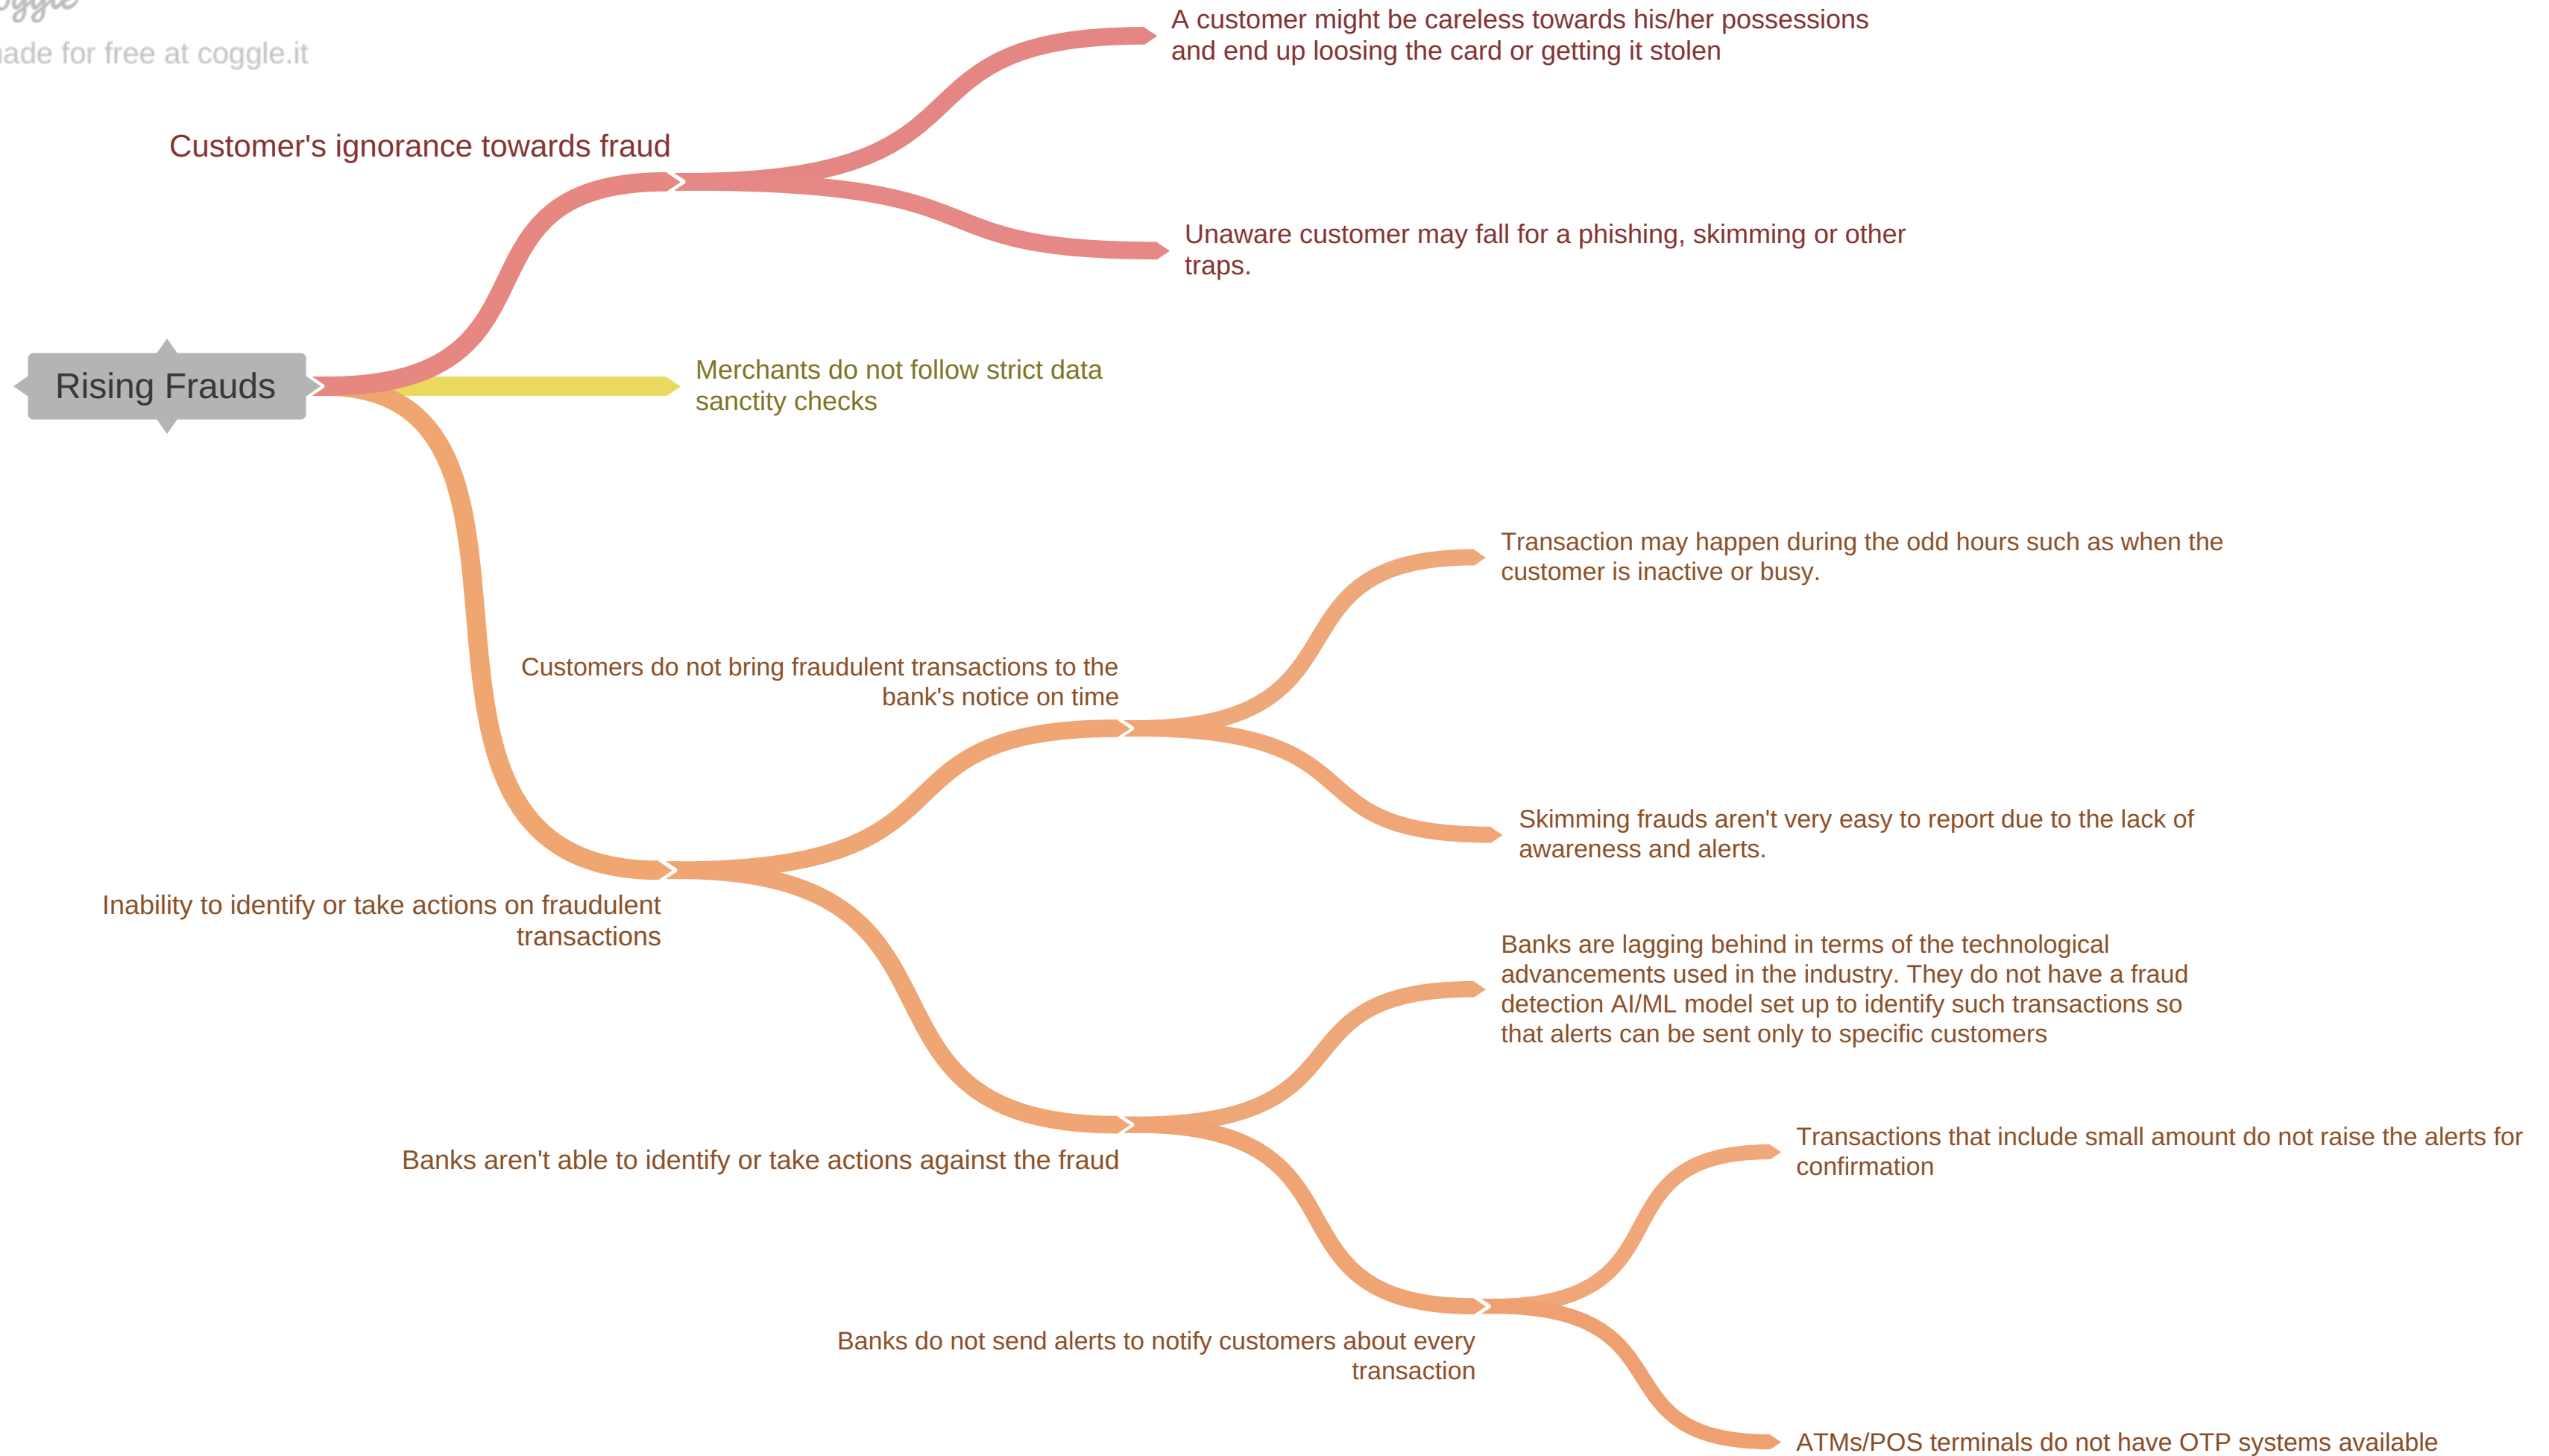 made for free at coggle.it
A customer might be careless towards his/her possessions
and end up loosing the card or getting it stolen
Customer's ignorance towards fraud
Unaware customer may fall for a phishing, skimming or other
traps.
Rising Frauds
Merchants do not follow strict data
sanctity checks
Transaction may happen during the odd hours such as when the
customer is inactive or busy.
Customers do not bring fraudulent transactions to the
bank's notice on time
Skimming frauds aren't very easy to report due to the lack of
awareness and alerts.
Inability to identify or take actions on fraudulent
transactions
Banks are lagging behind in terms of the technological
advancements used in the industry. They do not have a fraud
detection AI/ML model set up to identify such transactions so
that alerts can be sent only to specific customers
Banks aren't able to identify or take actions against the fraud
Transactions that include small amount do not raise the alerts for
confirmation
Banks do not send alerts to notify customers about every
transaction
ATMs/POS terminals do not have OTP systems available